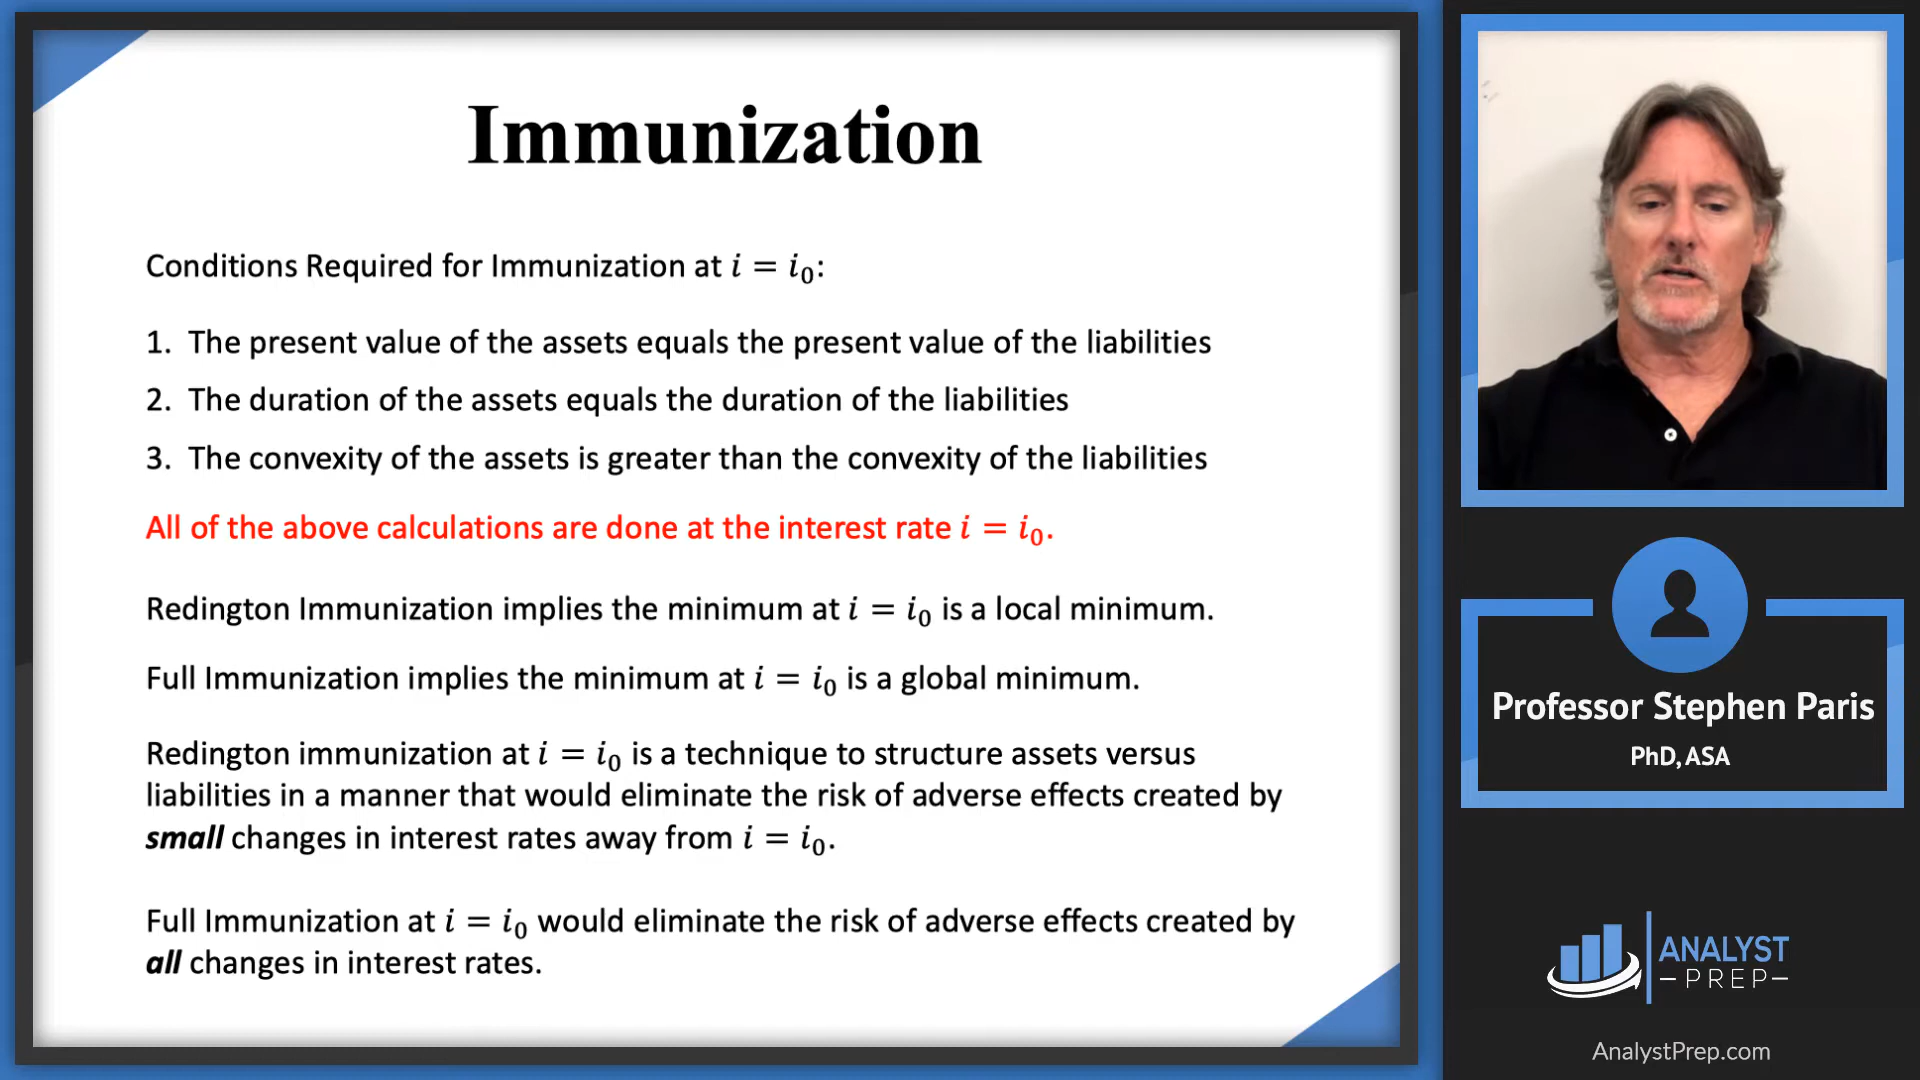 Immunization
Conditions Required for Immunization at i = i₀:
1. The present value of the assets equals the present value of the liabilities
2. The duration of the assets equals the duration of the liabilities
3. The convexity of the assets is greater than the convexity of the liabilities
All of the above calculations are done at the interest rate i = i₀.
Redington Immunization implies the minimum at i = i₀ is a local minimum.
Full Immunization implies the minimum at i = i₀ is a global minimum.
Redington immunization at i = i₀ is a technique to structure assets versus
liabilities in a manner that would eliminate the risk of adverse effects created by
small changes in interest rates away from i = i₀.
Full Immunization at i = i₀ would eliminate the risk of adverse effects created by
all changes in interest rates.
Professor Stephen Paris
PhD, ASA
ANALYST
–PREP–
AnalystPrep.com